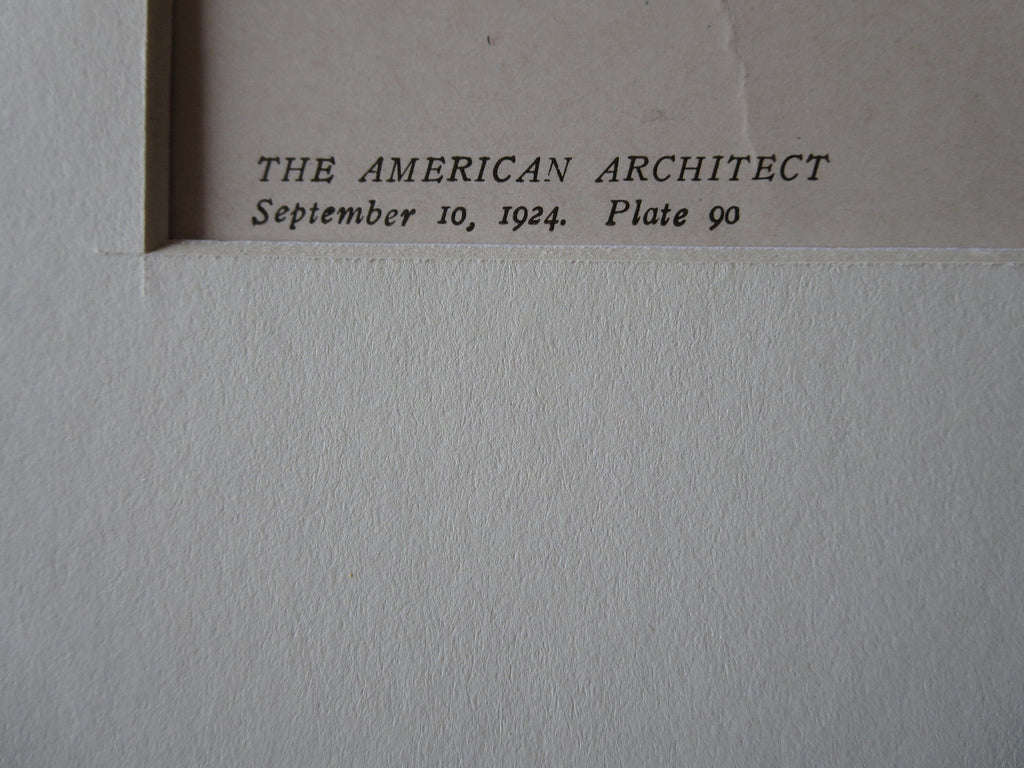 THE AMERICAN ARCHITECT
September 10, 1924. Plate 90